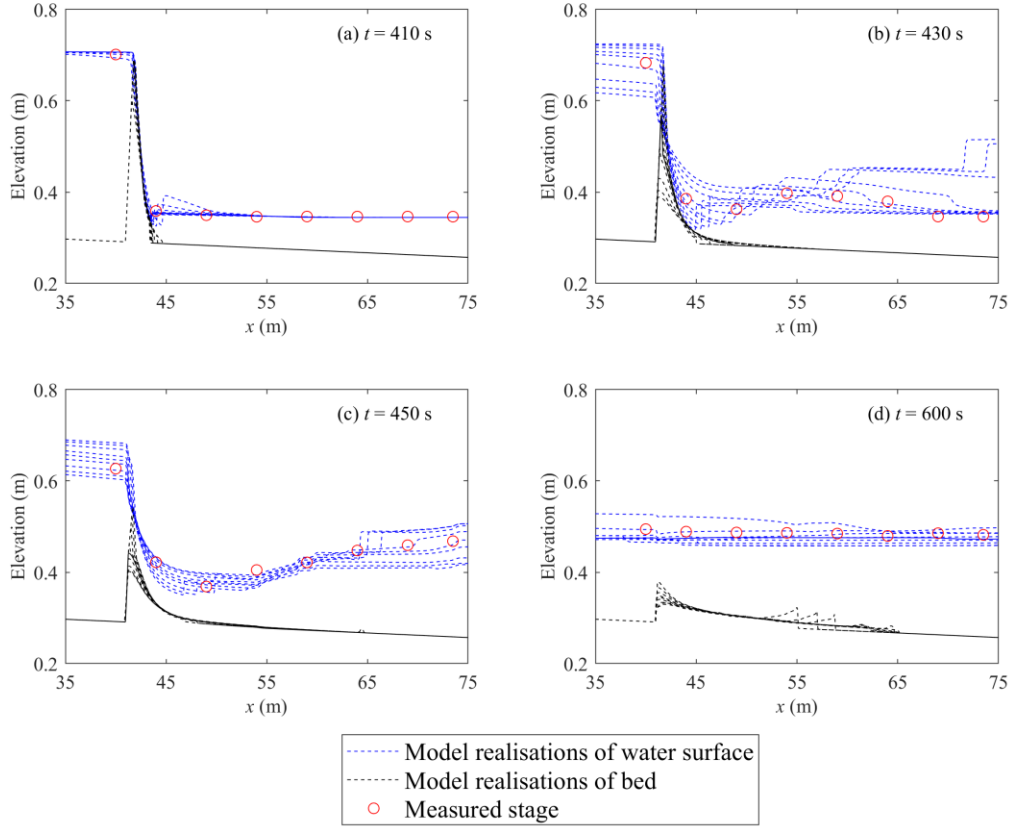 0.8
(a) t = 410 s
0.6
Elevation (m)
0.4
0.2
35 45 55 65 75
x (m)
0.8
(b) t = 430 s
0.6
Elevation (m)
0.4
0.2
35 45 55 65 75
x (m)
0.8
(c) t = 450 s
0.6
Elevation (m)
0.4
0.2
35 45 55 65 75
x (m)
0.8
(d) t = 600 s
0.6
Elevation (m)
0.4
0.2
35 45 55 65 75
x (m)
Model realisations of water surface
Model realisations of bed
Measured stage